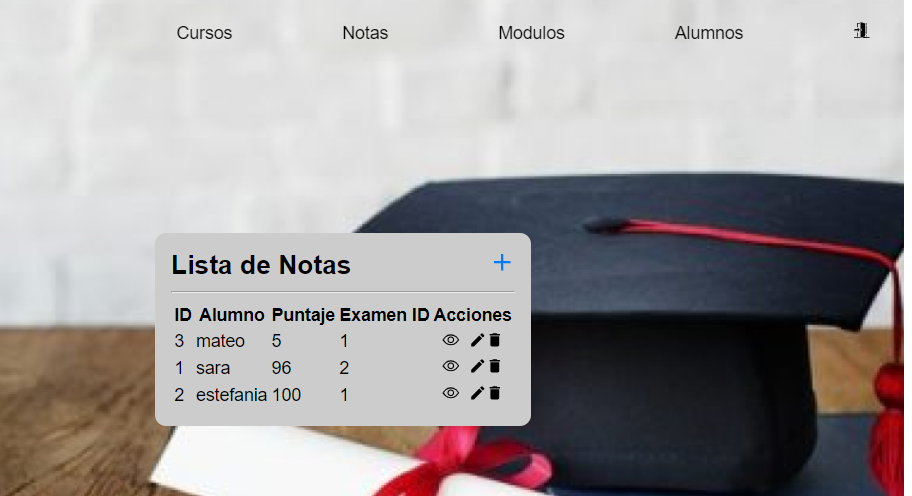 Cursos Notas Modulos Alumnos
Lista de Notas +
ID Alumno Puntaje Examen ID Acciones
3 mateo 5 1
1 sara 96 2
2 estefania 100 1